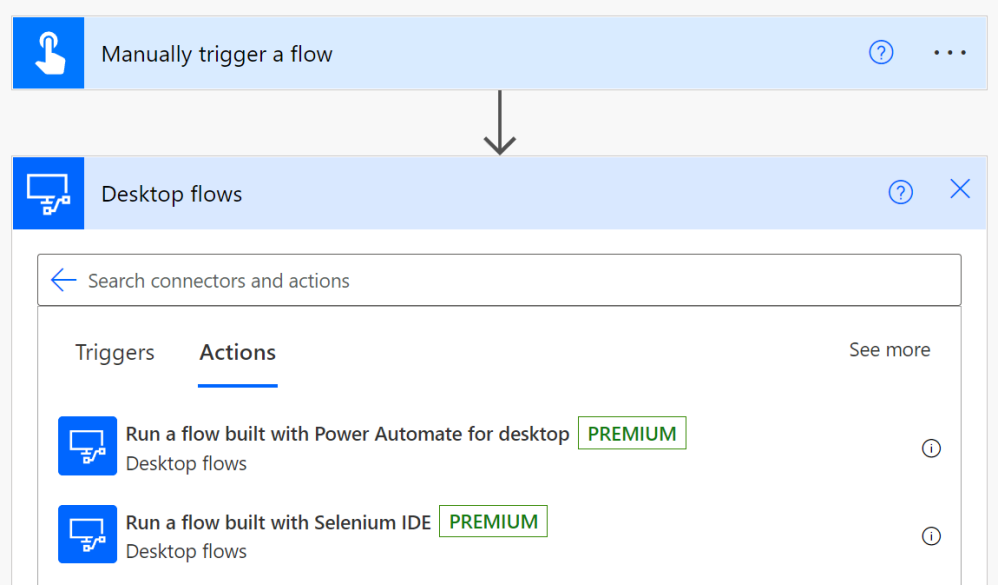 Manually trigger a flow
Desktop flows
Search connectors and actions
Triggers Actions See more
Run a flow built with Power Automate for desktop PREMIUM
Desktop flows
Run a flow built with Selenium IDE PREMIUM
Desktop flows